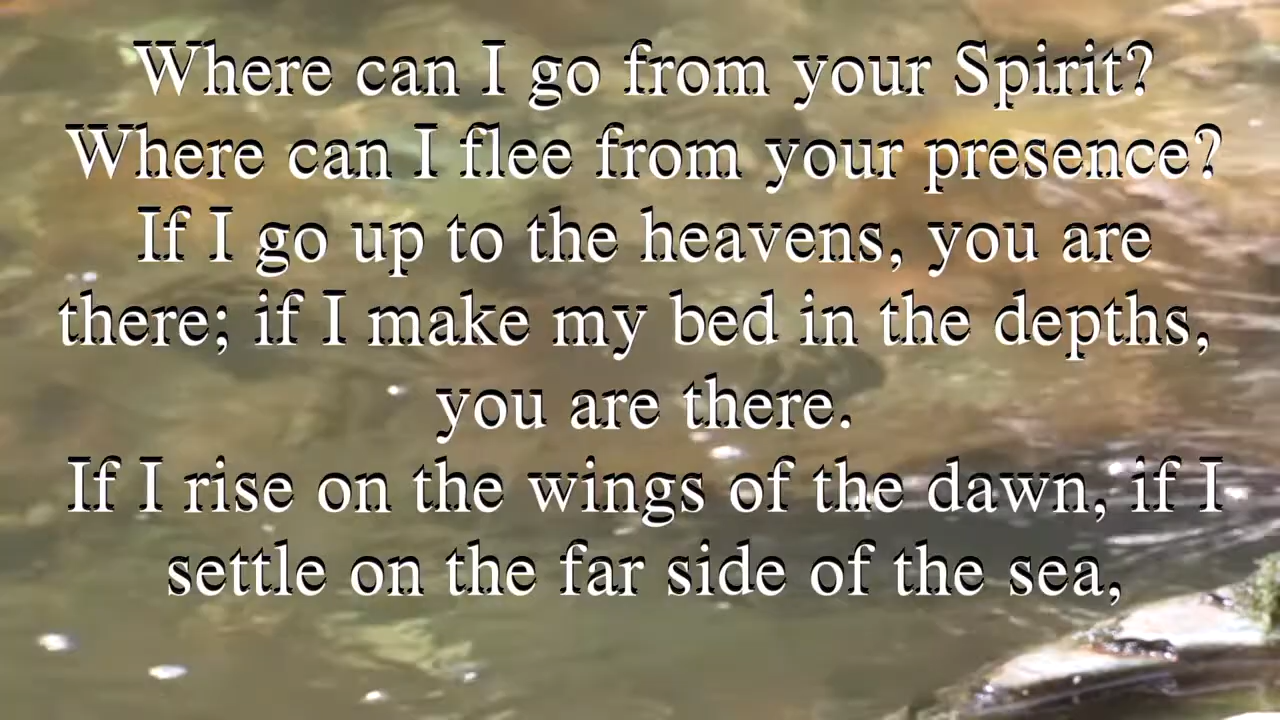 Where can I go from your Spirit?
Where can I flee from your presence?
If I go up to the heavens, you are
there; if I make my bed in the depths,
you are there.
If I rise on the wings of the dawn, if I
settle on the far side of the sea,